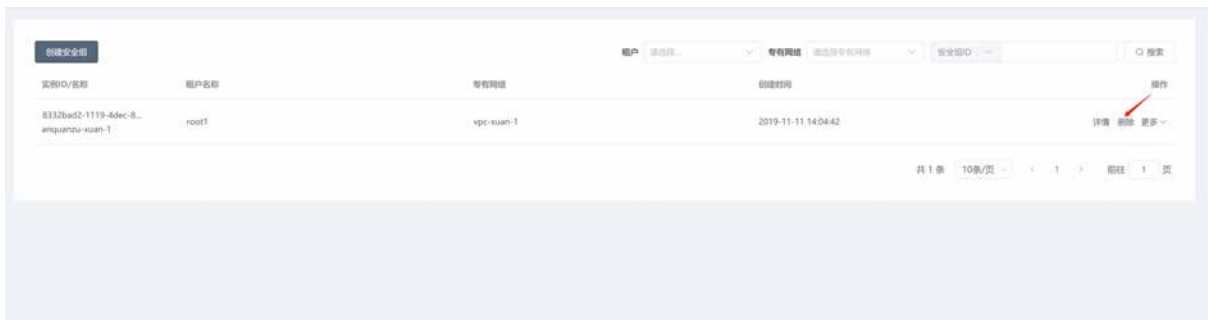 创建安全组 租户 请选择... 专有网络 请选择专有网络 安全组ID 搜索
实例ID/名称 租户名称 专有网络 创建时间 操作
8332bad2-1119-4dec-8... root1 vpc-xuan-1 2019-11-11 14:04:42 详情 删除 更多
anquanzu-xuan-1
共 1 条 10条/页 < 1 > 前往 1 页